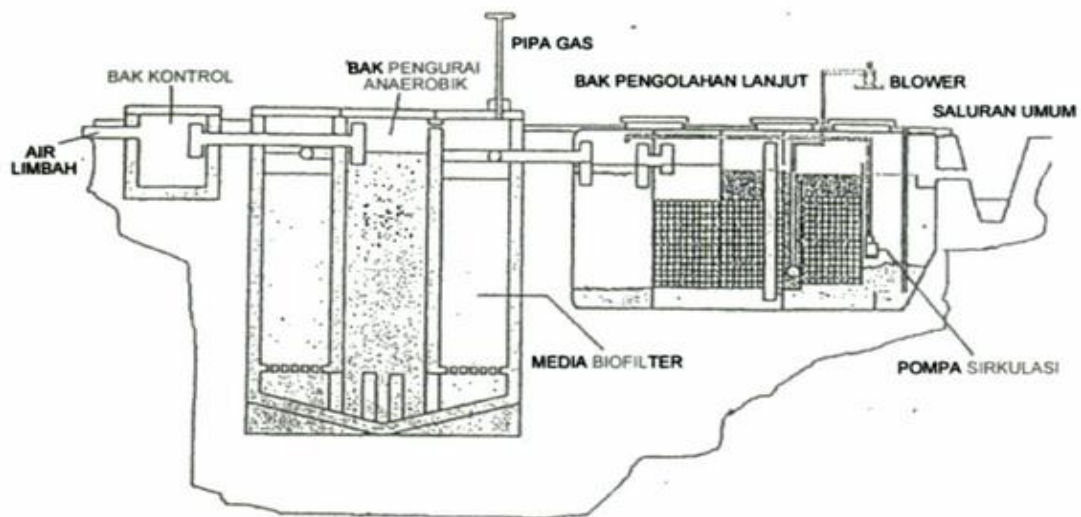 PIPA GAS
BAK KONTROL
BAK PENGURAI
ANAEROBIK
BAK PENGOLAHAN LANJUT
BLOWER
SALURAN UMUM
AIR
LIMBAH
MEDIA BIOFILTER
POMPA SIRKULASI